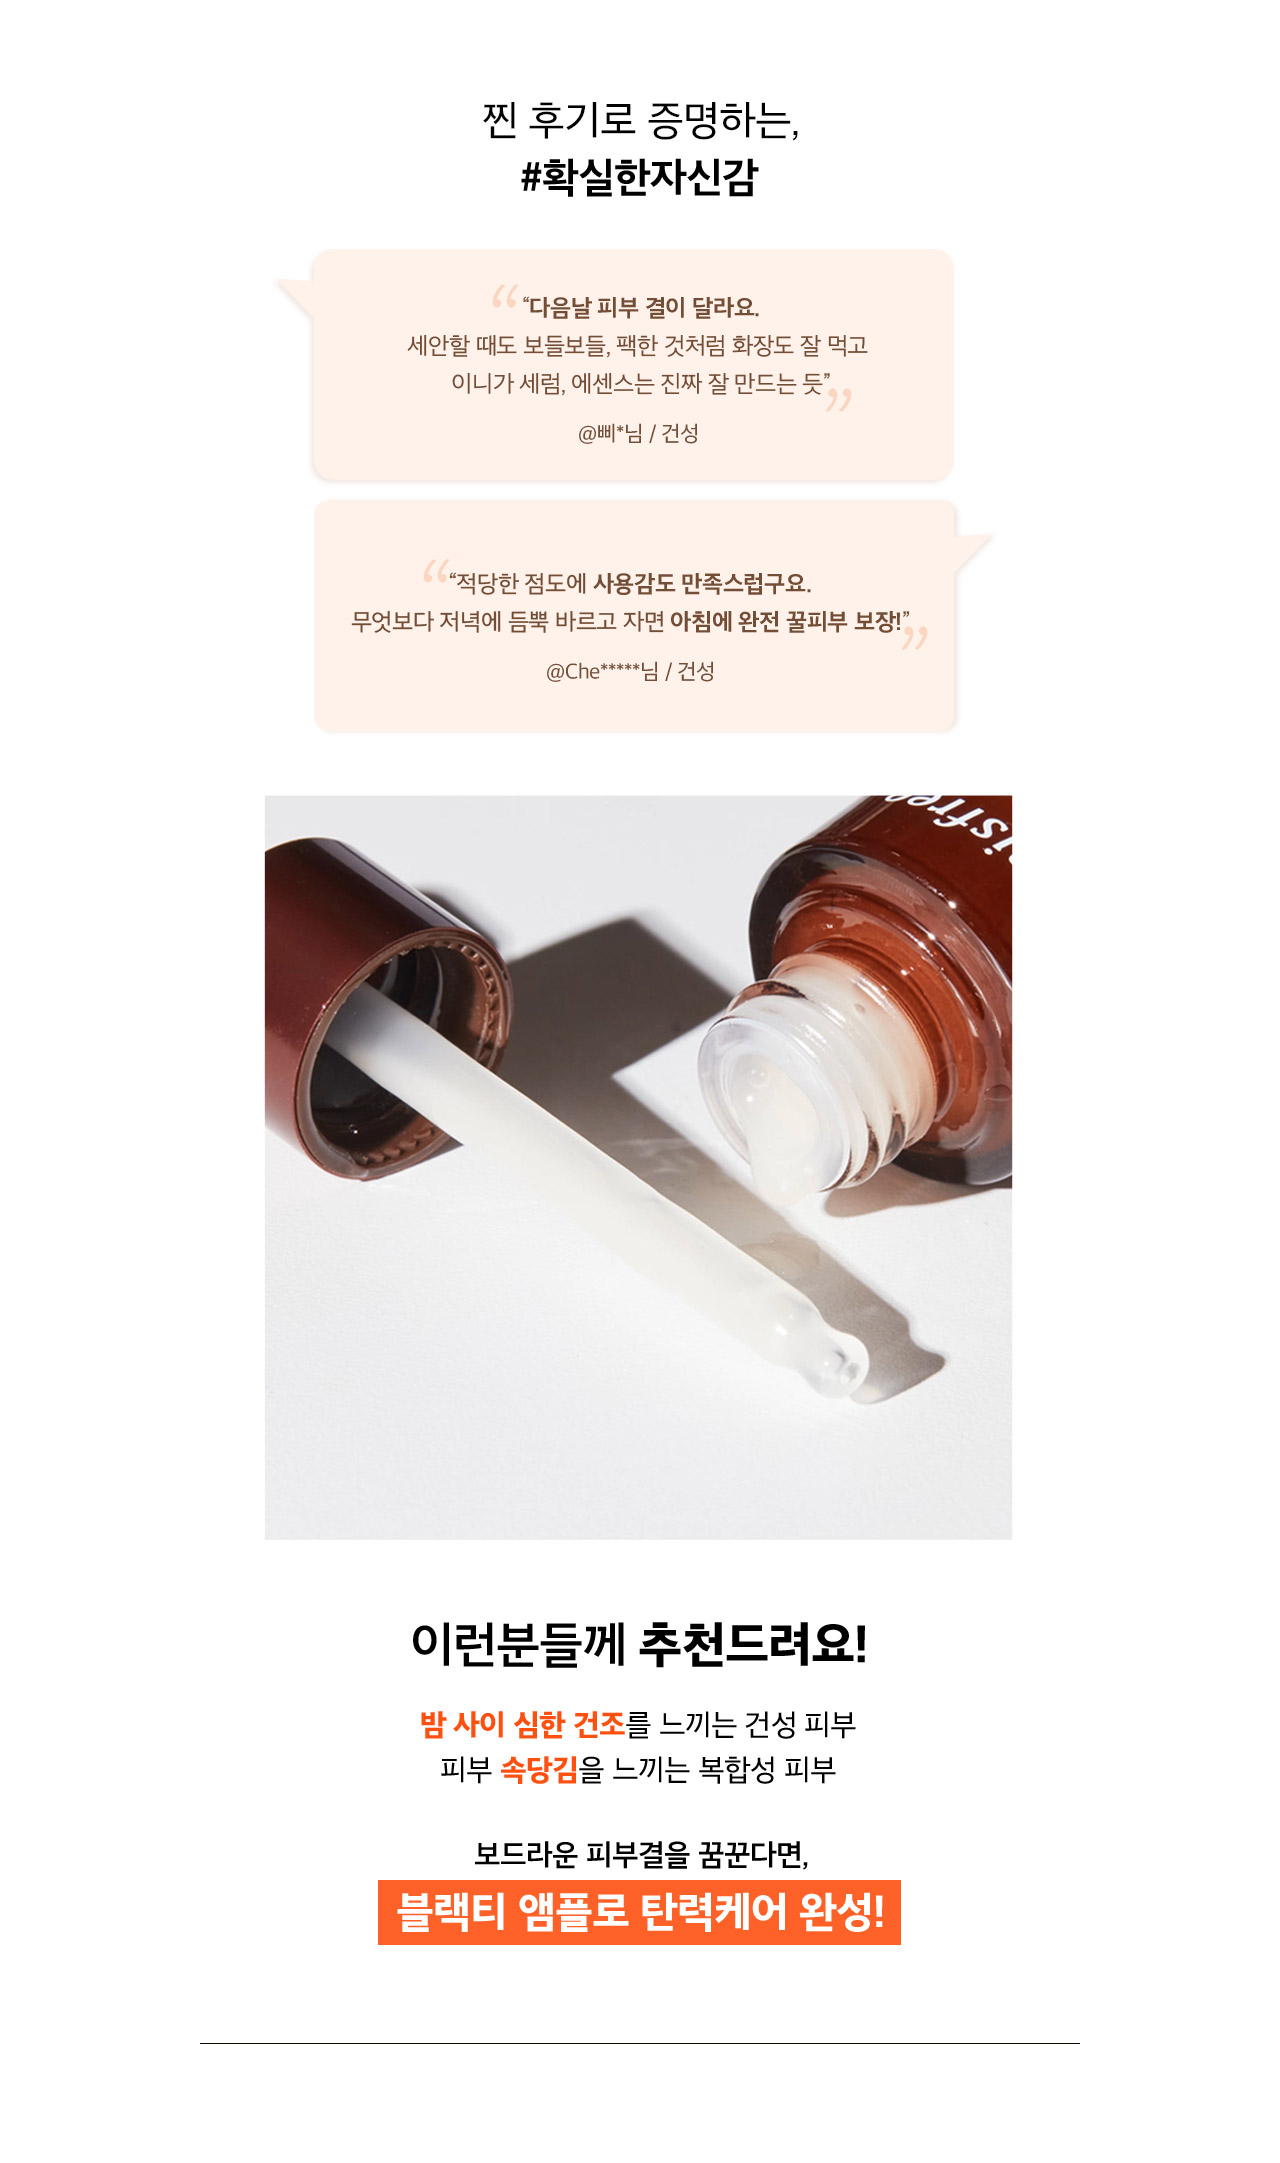 찐 후기로 증명하는,
#확실한자신감
“다음날 피부 결이 달라요.
세안할 때도 보들보들, 팩한 것처럼 화장도 잘 먹고
이니가 세럼, 에센스는 진짜 잘 만드는 듯”
@삐*님 / 건성
“적당한 점도에 사용감도 만족스럽구요.
무엇보다 저녁에 듬뿍 바르고 자면 아침에 완전 꿀피부 보장!”
@Che*****님 / 건성
이런분들께 추천드려요!
밤 사이 심한 건조를 느끼는 건성 피부
피부 속당김을 느끼는 복합성 피부
보드라운 피부결을 꿈꾼다면,
블랙티 앰플로 탄력케어 완성!